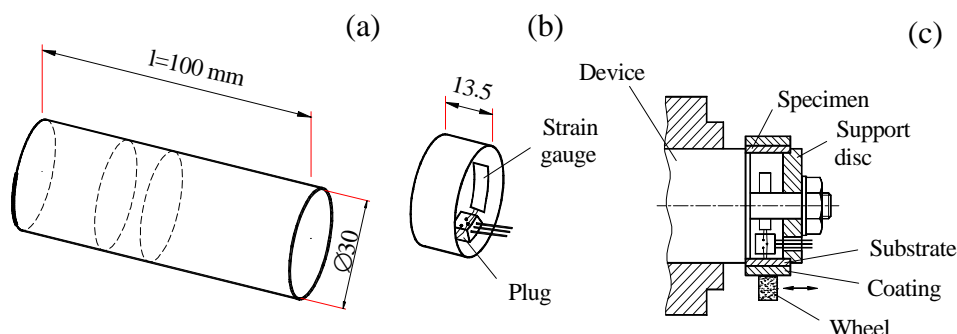 (a)
l=100 mm
Ø30
(b)
13.5
Strain
gauge
Plug
(c)
Device
Specimen
Support
disc
Substrate
Coating
Wheel